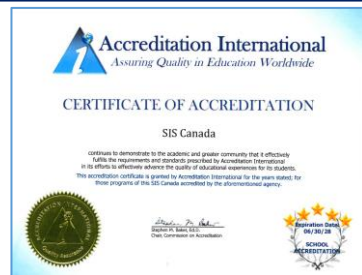 Accreditation International
Assuring Quality in Education Worldwide
CERTIFICATE OF ACCREDITATION
SIS Canada
continues to demonstrate to the academic and greater community that it effectively
fulfills the requirements and standards prescribed by Accreditation International
in its efforts to effectively advance the quality of educational experiences for its students.
This accreditation certificate is granted by Accreditation International for the years stated; for
those programs of this SIS Canada accredited by the aforementioned agency.
Stephen M. Baker, Ed.D.
Chair, Commission on Accreditation
ACCREDITATION INTERNATIONAL
Quality Assurance
Expiration Date:
06/30/28
SCHOOL
ACCREDITATION